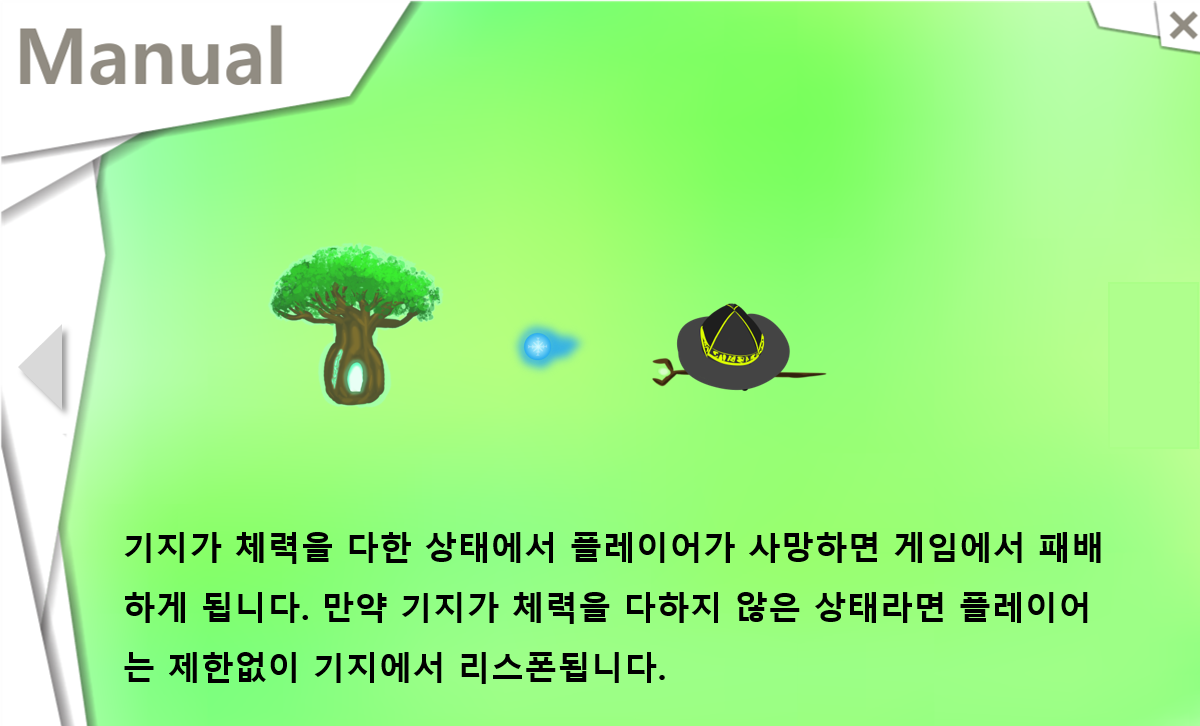 Manual
기지가 체력을 다한 상태에서 플레이어가 사망하면 게임에서 패배
하게 됩니다. 만약 기지가 체력을 다하지 않은 상태라면 플레이어
는 제한없이 기지에서 리스폰됩니다.